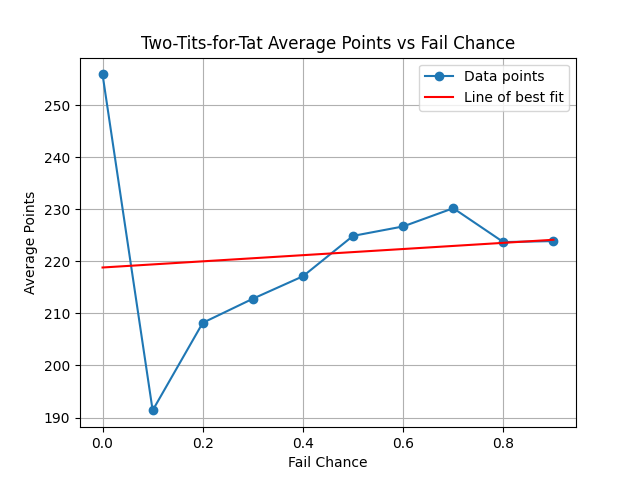 Two-Tits-for-Tat Average Points vs Fail Chance
Data points
Line of best fit
Average Points
250
240
230
220
210
200
190
0.0 0.2 0.4 0.6 0.8
Fail Chance